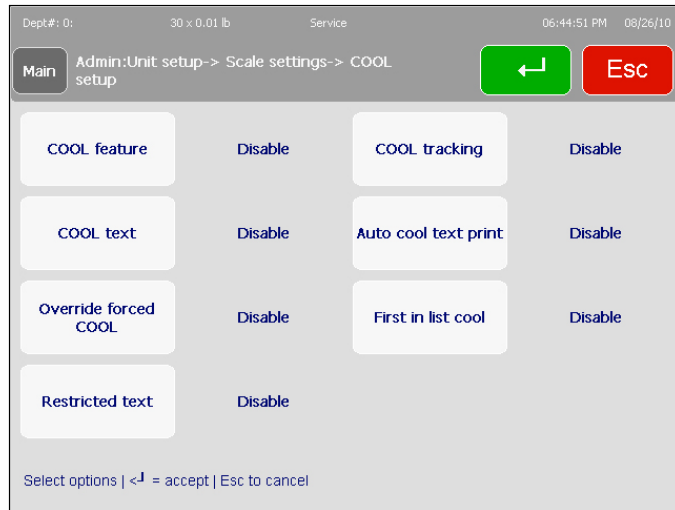 Dept#: 0: 30 x 0.01 lb Service 06:44:51 PM 08/26/10
Main Admin:Unit setup-> Scale settings-> COOL
setup
Esc
COOL feature Disable COOL tracking Disable
COOL text Disable Auto cool text print Disable
Override forced
COOL Disable First in list cool Disable
Restricted text Disable
Select options | <┘ = accept | Esc to cancel